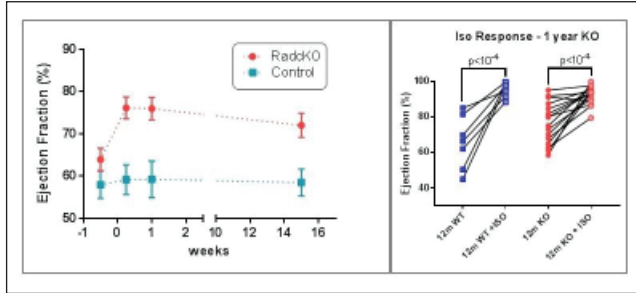 90
80
70
60
50
Ejection Fraction (%)
RadcKO
Control
-1 0 1 2 10 12 14 16
weeks
Iso Response - 1 year KO
p<10⁻⁴ p<10⁻⁴
100
80
60
40
Ejection Fraction (%)
12m WT
12m WT+ISO
12m KO
12m KO + ISO